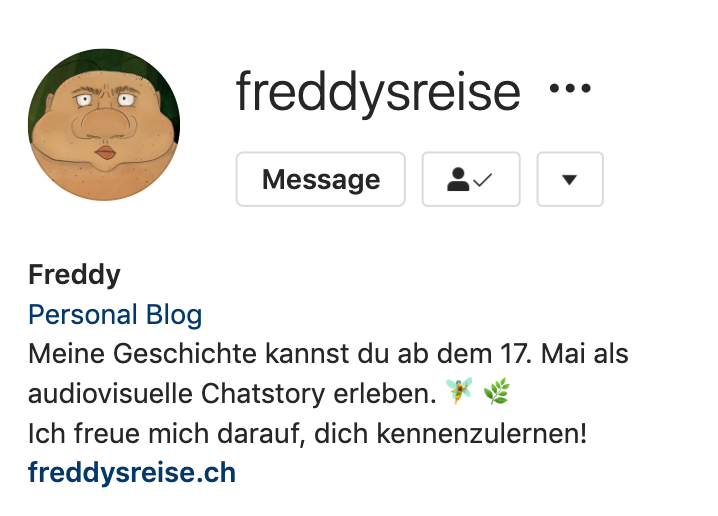 freddysreise
Message
Freddy
Personal Blog
Meine Geschichte kannst du ab dem 17. Mai als
audiovisuelle Chatstory erleben. 🧚 🌿
Ich freue mich darauf, dich kennenzulernen!
freddysreise.ch